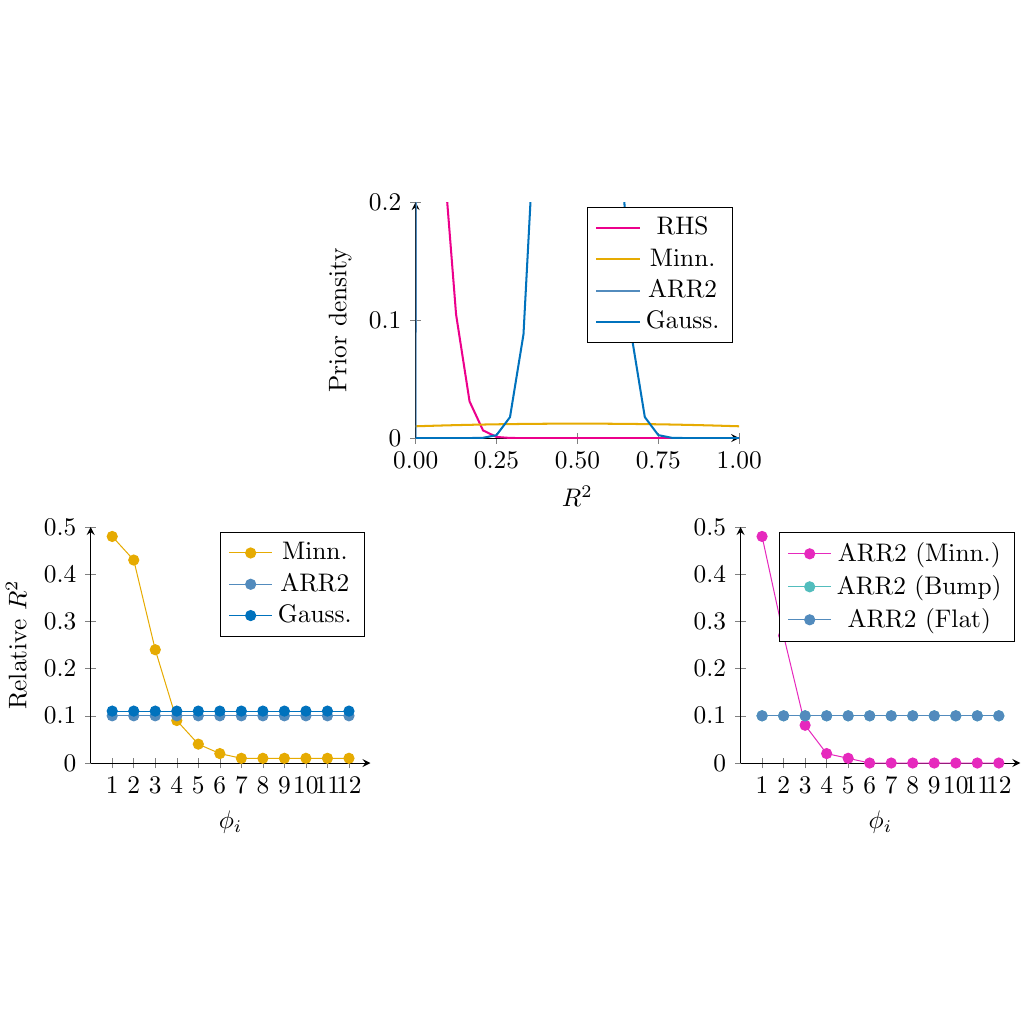 0.2
0.1
0
Prior density
0.00 0.25 0.50 0.75 1.00
R²
RHS
Minn.
ARR2
Gauss.
0.5
0.4
0.3
0.2
0.1
0
Relative R²
1 2 3 4 5 6 7 8 9 10 11 12
ϕᵢ
Minn.
ARR2
Gauss.
0.5
0.4
0.3
0.2
0.1
0
1 2 3 4 5 6 7 8 9 10 11 12
ϕᵢ
ARR2 (Minn.)
ARR2 (Bump)
ARR2 (Flat)